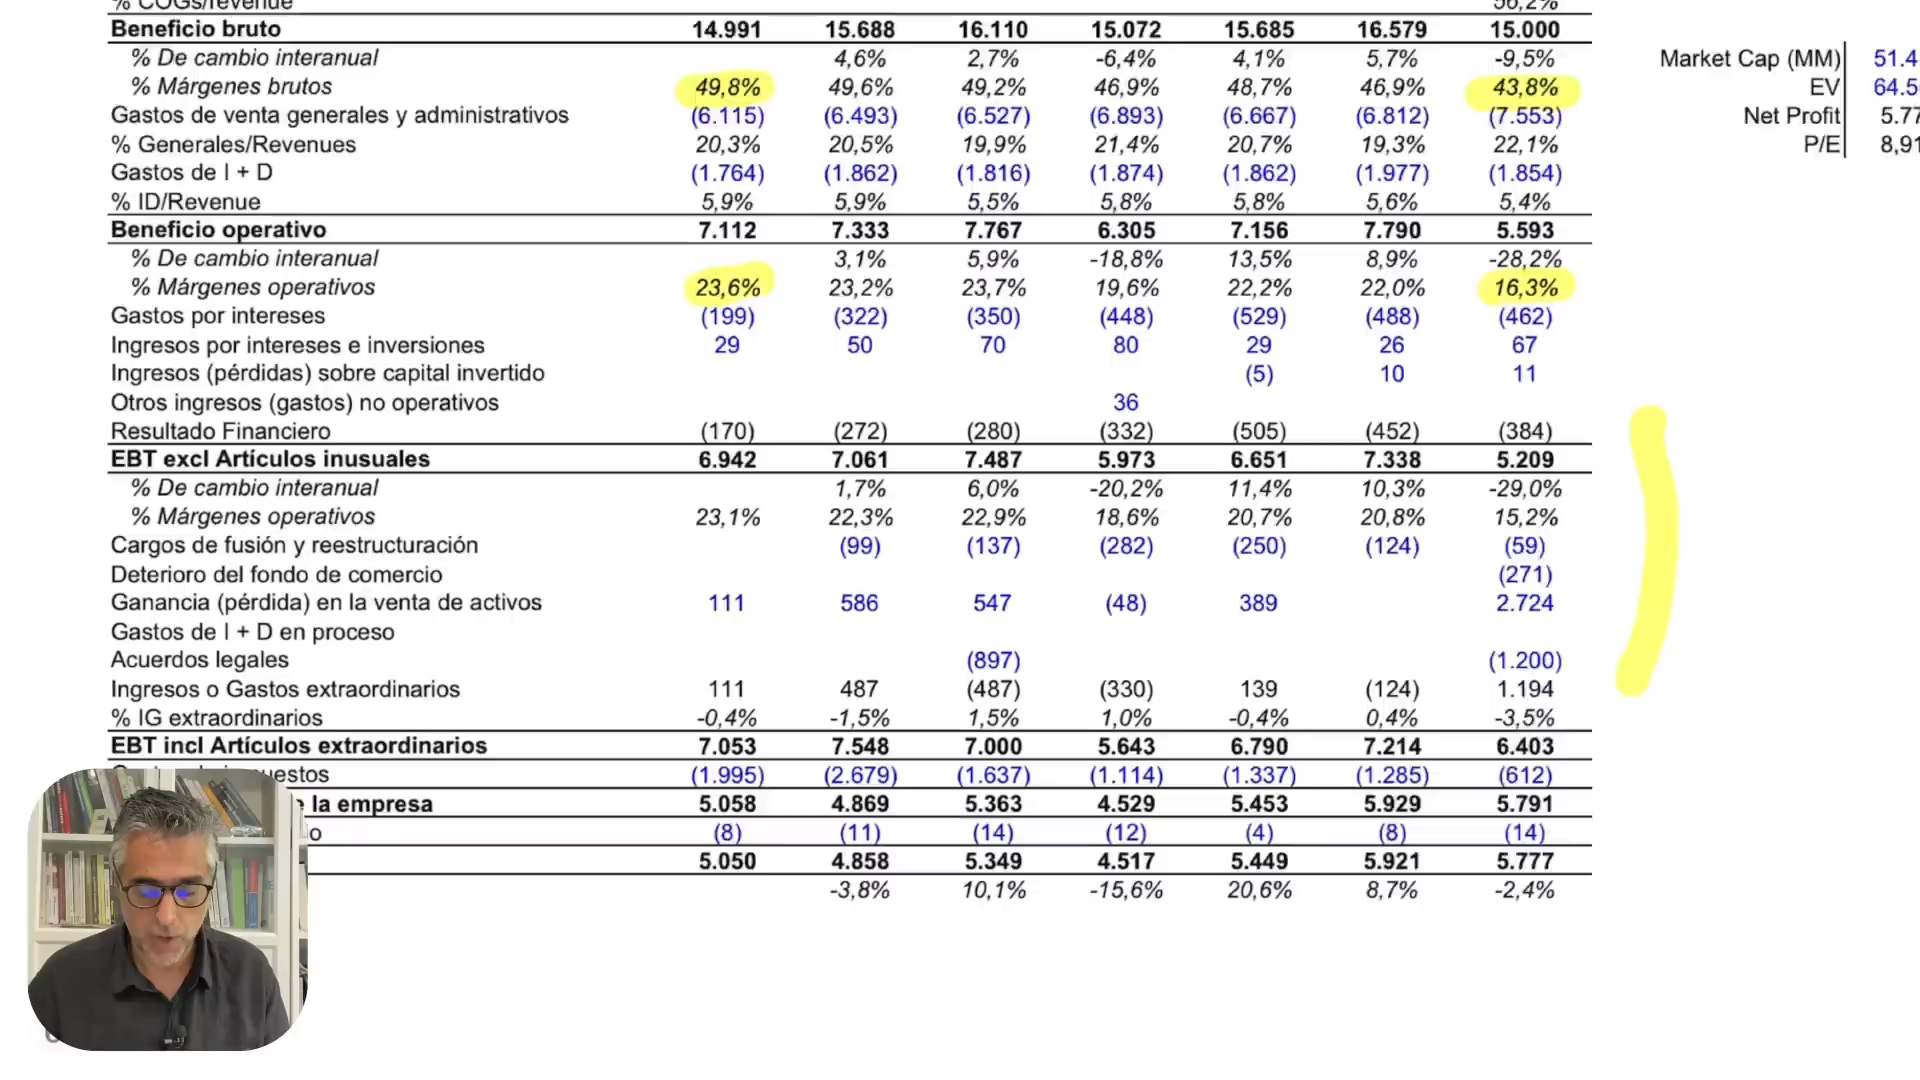 % COGs/revenue 56,2%
Beneficio bruto 14.991 15.688 16.110 15.072 15.685 16.579 15.000
% De cambio interanual 4,6% 2,7% -6,4% 4,1% 5,7% -9,5%
% Márgenes brutos 49,8% 49,6% 49,2% 46,9% 48,7% 46,9% 43,8%
Gastos de venta generales y administrativos (6.115) (6.493) (6.527) (6.893) (6.667) (6.812) (7.553)
% Generales/Revenues 20,3% 20,5% 19,9% 21,4% 20,7% 19,3% 22,1%
Gastos de I + D (1.764) (1.862) (1.816) (1.874) (1.862) (1.977) (1.854)
% ID/Revenue 5,9% 5,9% 5,5% 5,8% 5,8% 5,6% 5,4%
Beneficio operativo 7.112 7.333 7.767 6.305 7.156 7.790 5.593
% De cambio interanual 3,1% 5,9% -18,8% 13,5% 8,9% -28,2%
% Márgenes operativos 23,6% 23,2% 23,7% 19,6% 22,2% 22,0% 16,3%
Gastos por intereses (199) (322) (350) (448) (529) (488) (462)
Ingresos por intereses e inversiones 29 50 70 80 29 26 67
Ingresos (pérdidas) sobre capital invertido (5) 10 11
Otros ingresos (gastos) no operativos 36
Resultado Financiero (170) (272) (280) (332) (505) (452) (384)
EBT excl Artículos inusuales 6.942 7.061 7.487 5.973 6.651 7.338 5.209
% De cambio interanual 1,7% 6,0% -20,2% 11,4% 10,3% -29,0%
% Márgenes operativos 23,1% 22,3% 22,9% 18,6% 20,7% 20,8% 15,2%
Cargos de fusión y reestructuración (99) (137) (282) (250) (124) (59)
Deterioro del fondo de comercio (271)
Ganancia (pérdida) en la venta de activos 111 586 547 (48) 389 2.724
Gastos de I + D en proceso
Acuerdos legales (897) (1.200)
Ingresos o Gastos extraordinarios 111 487 (487) (330) 139 (124) 1.194
% IG extraordinarios -0,4% -1,5% 1,5% 1,0% -0,4% 0,4% -3,5%
EBT incl Artículos extraordinarios 7.053 7.548 7.000 5.643 6.790 7.214 6.403
(1.995) (2.679) (1.637) (1.114) (1.337) (1.285) (612)
la empresa 5.058 4.869 5.363 4.529 5.453 5.929 5.791
(8) (11) (14) (12) (4) (8) (14)
5.050 4.858 5.349 4.517 5.449 5.921 5.777
-3,8% 10,1% -15,6% 20,6% 8,7% -2,4%
Market Cap (MM) 51.4
EV 64.5
Net Profit 5.77
P/E 8,91